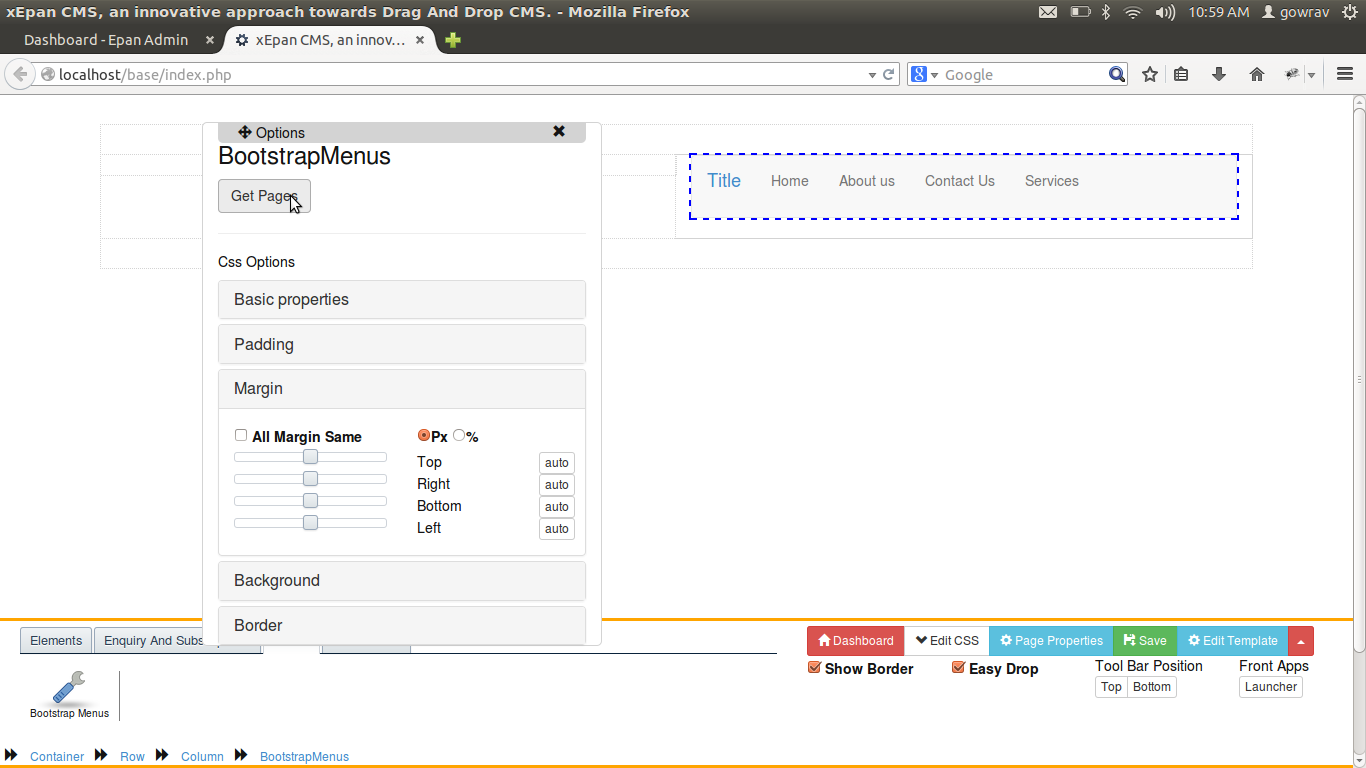 xEpan CMS, an innovative approach towards Drag And Drop CMS. - Mozilla Firefox
10:59 AM gowrav
Dashboard - Epan Admin
xEpan CMS, an innov...
localhost/base/index.php
Google
Options
BootstrapMenus
Get Pages
Title Home About us Contact Us Services
Css Options
Basic properties
Padding
Margin
All Margin Same Px %
Top auto
Right auto
Bottom auto
Left auto
Background
Border
Elements Enquiry And Subs
Dashboard Edit CSS Page Properties Save Edit Template
Show Border Easy Drop Tool Bar Position Front Apps
Top Bottom Launcher
Bootstrap Menus
Container Row Column BootstrapMenus